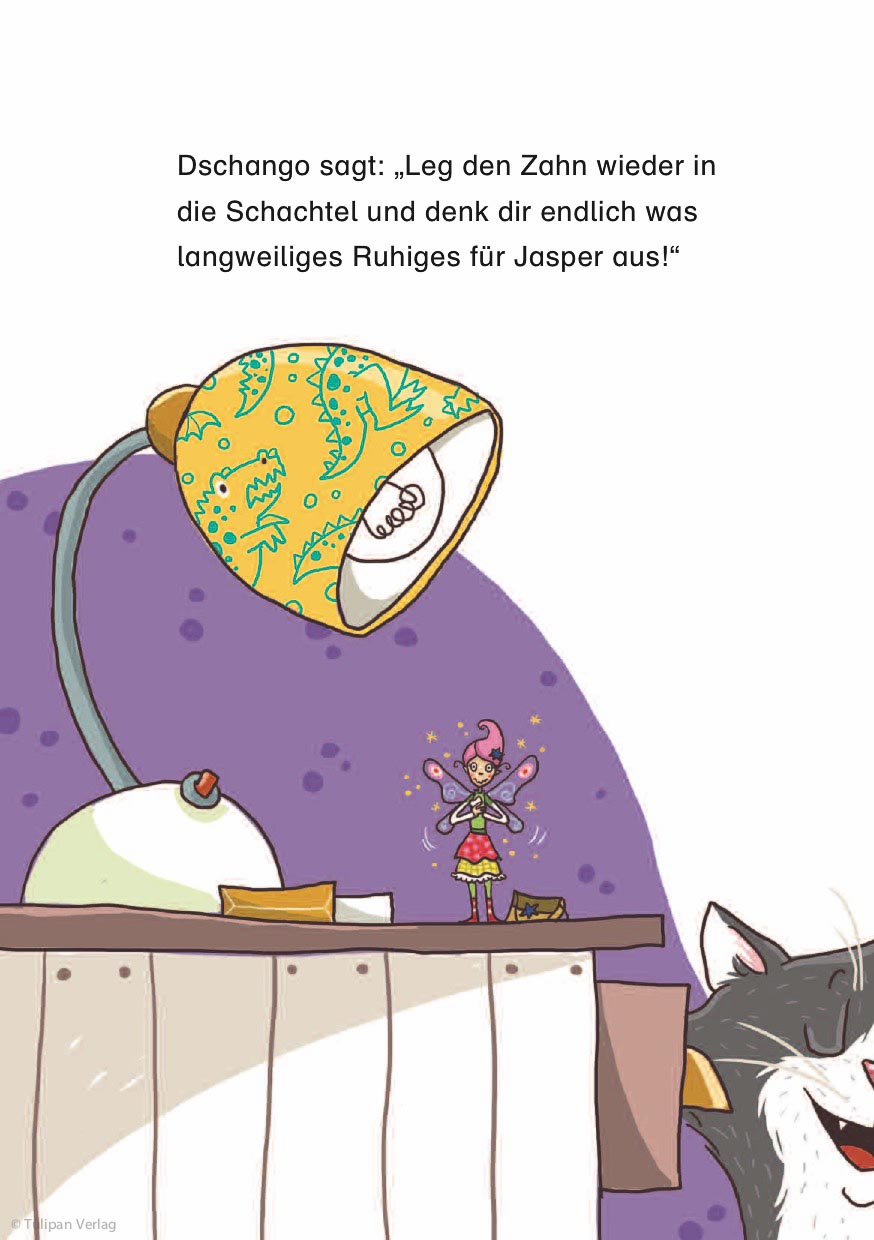 Dschango sagt: „Leg den Zahn wieder in
die Schachtel und denk dir endlich was
langweiliges Ruhiges für Jasper aus!“
© Tulipan Verlag